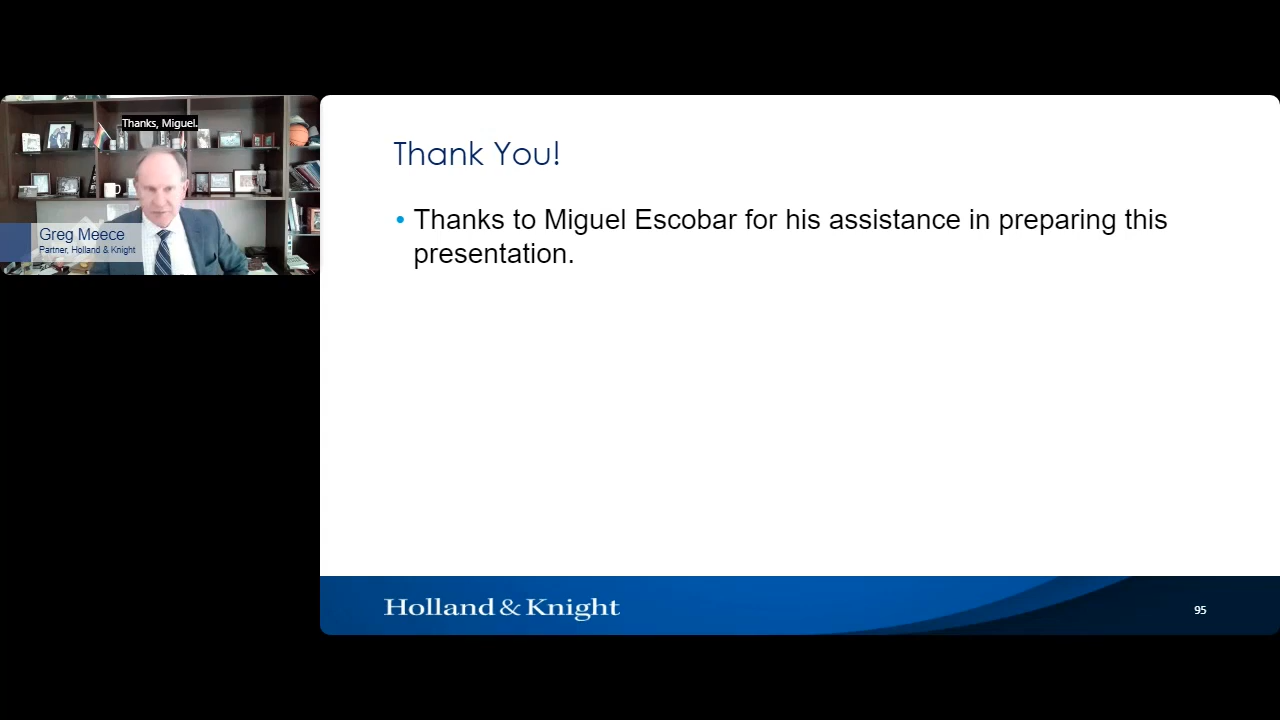 Thanks, Miguel.
Greg Meece
Partner, Holland & Knight
Thank You!
• Thanks to Miguel Escobar for his assistance in preparing this
presentation.
Holland & Knight
95